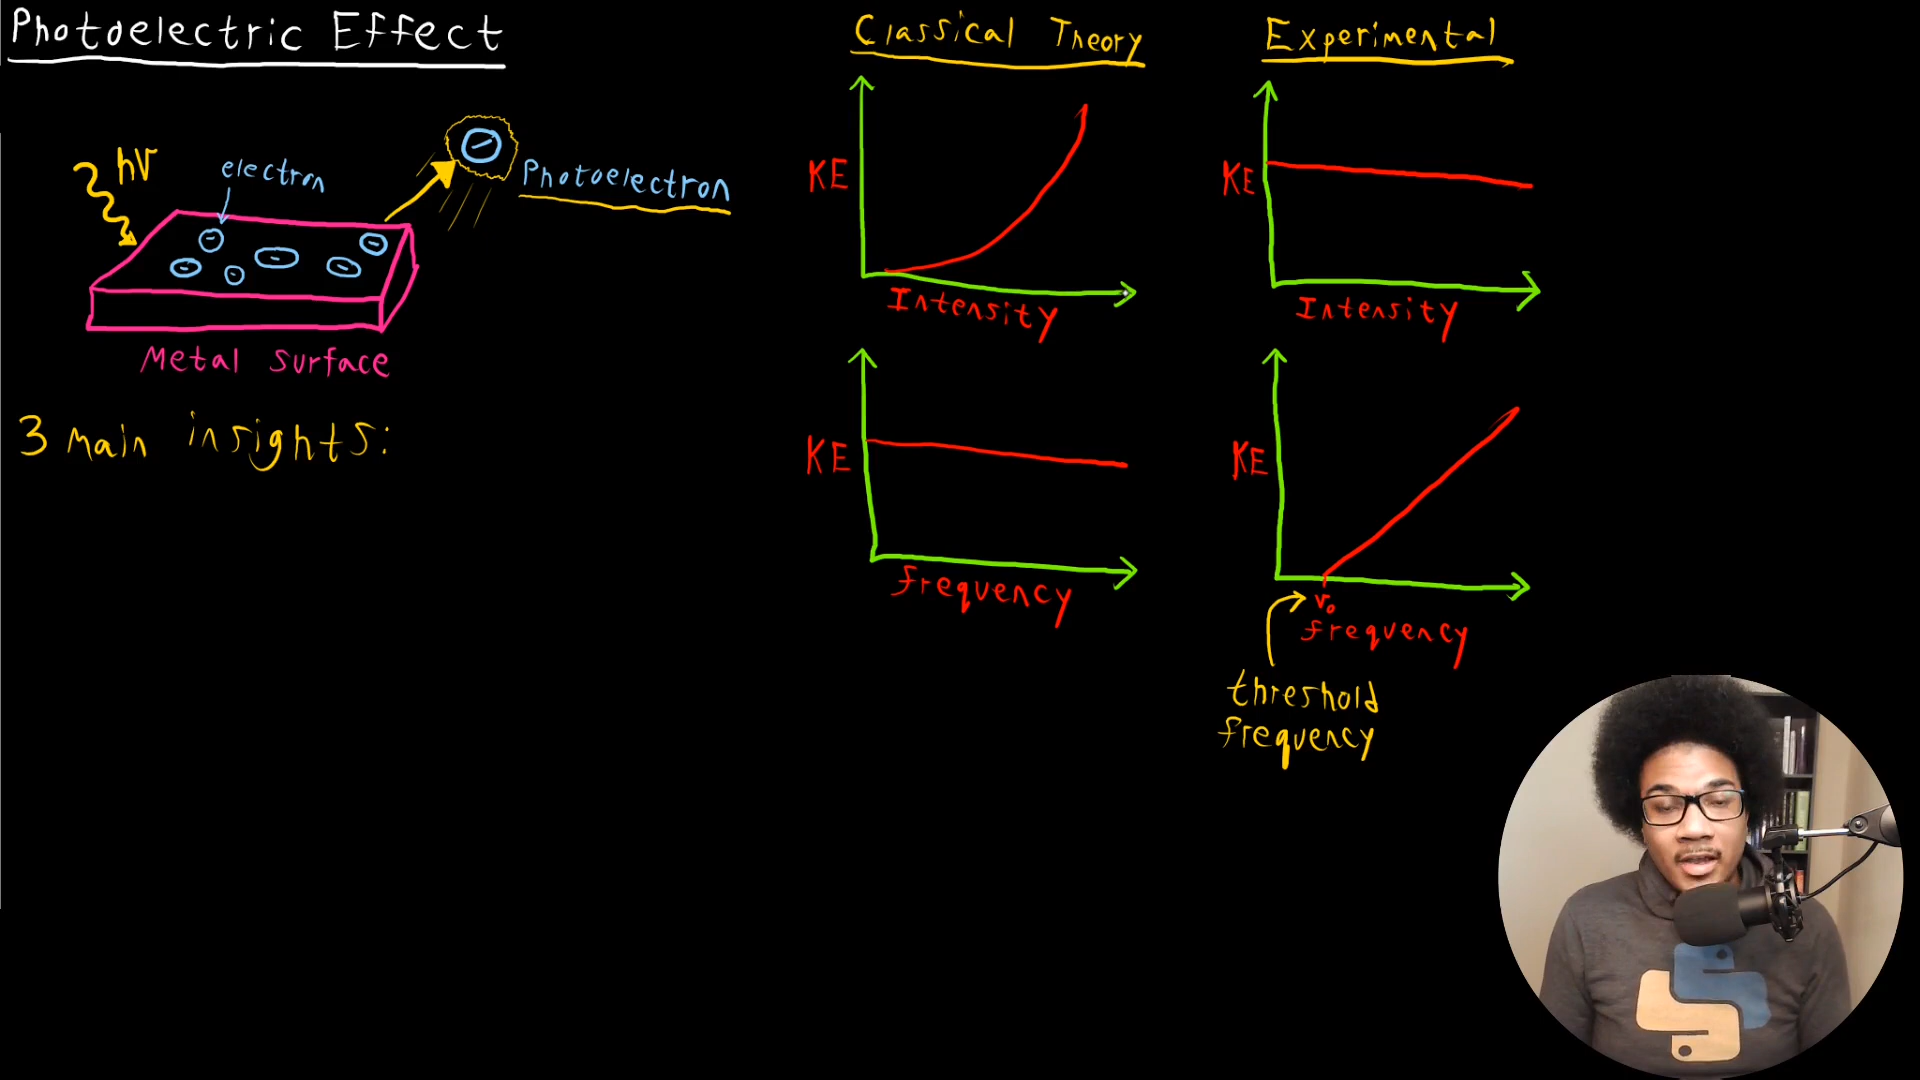 Photoelectric Effect
hν
electron
Photoelectron
Metal Surface
3 main insights:
Classical Theory
KE
Intensity
KE
frequency
Experimental
KE
Intensity
KE
ν₀
frequency
threshold
frequency